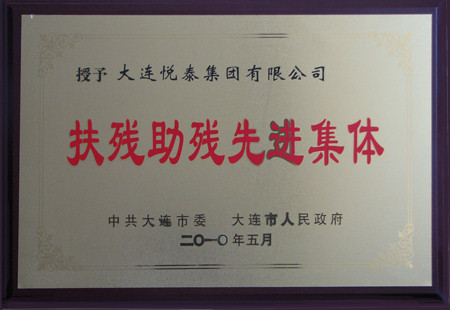 授予 大连悦泰集团有限公司
扶残助残先进集体
中共大连市委 大连市人民政府
二〇一〇年五月